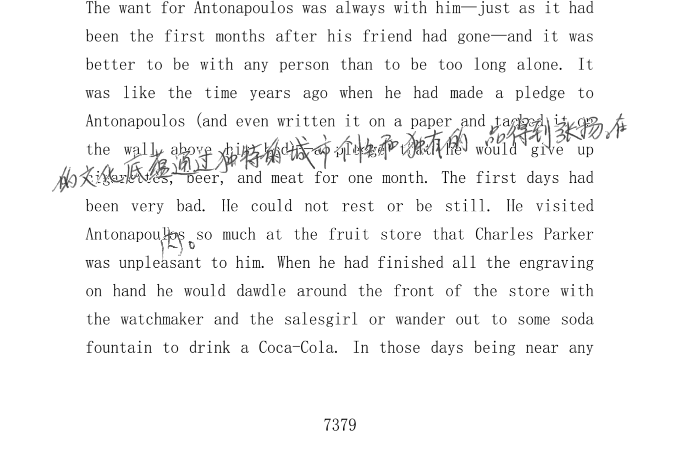 The want for Antonapoulos was always with him—just as it had
been the first months after his friend had gone—and it was
better to be with any person than to be too long alone. It
was like the time years ago when he had made a pledge to
Antonapoulos (and even written it on a paper and tacked it on
the wall above his would give up
的文化底蕴通过独特的城市个性和独有的 品得到张扬。在
cigarettes, beer, and meat for one month. The first days had
been very bad. He could not rest or be still. He visited
Antonapoulos so much at the fruit store that Charles Parker
was unpleasant to him. When he had finished all the engraving
on hand he would dawdle around the front of the store with
the watchmaker and the salesgirl or wander out to some soda
fountain to drink a Coca-Cola. In those days being near any
7379